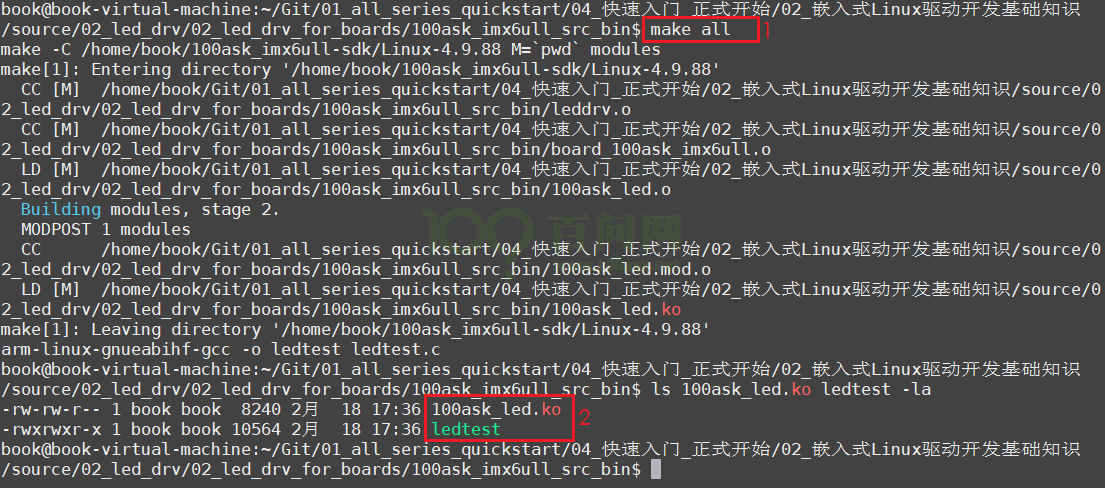 book@book-virtual-machine:~/Git/01_all_series_quickstart/04_快速入门_正式开始/02_嵌入式Linux驱动开发基础知识
/source/02_led_drv/02_led_drv_for_boards/100ask_imx6ull_src_bin$ make all 1
make -C /home/book/100ask_imx6ull-sdk/Linux-4.9.88 M=`pwd` modules
make[1]: Entering directory '/home/book/100ask_imx6ull-sdk/Linux-4.9.88'
CC [M] /home/book/Git/01_all_series_quickstart/04_快速入门_正式开始/02_嵌入式Linux驱动开发基础知识/source/0
2_led_drv/02_led_drv_for_boards/100ask_imx6ull_src_bin/leddrv.o
CC [M] /home/book/Git/01_all_series_quickstart/04_快速入门_正式开始/02_嵌入式Linux驱动开发基础知识/source/0
2_led_drv/02_led_drv_for_boards/100ask_imx6ull_src_bin/board_100ask_imx6ull.o
LD [M] /home/book/Git/01_all_series_quickstart/04_快速入门_正式开始/02_嵌入式Linux驱动开发基础知识/source/0
2_led_drv/02_led_drv_for_boards/100ask_imx6ull_src_bin/100ask_led.o
Building modules, stage 2.
100 百问网
MODPOST 1 modules
CC /home/book/Git/01_all_series_quickstart/04_快速入门_正式开始/02_嵌入式Linux驱动开发基础知识/source/0
2_led_drv/02_led_drv_for_boards/100ask_imx6ull_src_bin/100ask_led.mod.o
LD [M] /home/book/Git/01_all_series_quickstart/04_快速入门_正式开始/02_嵌入式Linux驱动开发基础知识/source/0
2_led_drv/02_led_drv_for_boards/100ask_imx6ull_src_bin/100ask_led.ko
make[1]: Leaving directory '/home/book/100ask_imx6ull-sdk/Linux-4.9.88'
arm-linux-gnueabihf-gcc -o ledtest ledtest.c
book@book-virtual-machine:~/Git/01_all_series_quickstart/04_快速入门_正式开始/02_嵌入式Linux驱动开发基础知识
/source/02_led_drv/02_led_drv_for_boards/100ask_imx6ull_src_bin$ ls 100ask_led.ko ledtest -la
-rw-rw-r-- 1 book book 8240 2月 18 17:36 100ask_led.ko 2
-rwxrwxr-x 1 book book 10564 2月 18 17:36 ledtest
book@book-virtual-machine:~/Git/01_all_series_quickstart/04_快速入门_正式开始/02_嵌入式Linux驱动开发基础知识
/source/02_led_drv/02_led_drv_for_boards/100ask_imx6ull_src_bin$